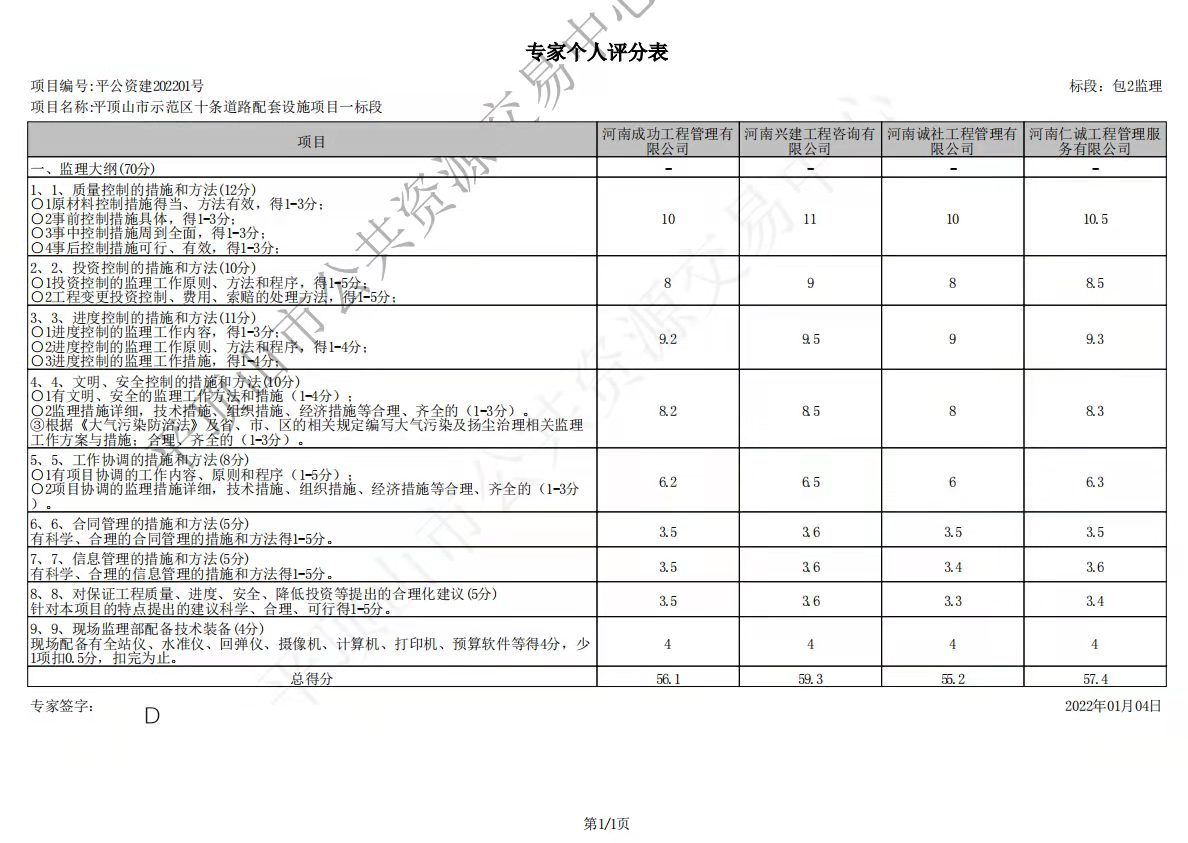 专家个人评分表
项目编号:平公资建202201号
标段：包2监理
项目名称:平顶山市示范区十条道路配套设施项目一标段
项目
河南成功工程管理有限公司
河南兴建工程咨询有限公司
河南诚社工程管理有限公司
河南仁诚工程管理服务有限公司
一、监理大纲(70分)
- - - -
1、1、质量控制的措施和方法(12分)
○1原材料控制措施得当、方法有效，得1-3分；
○2事前控制措施具体，得1-3分；
○3事中控制措施周到全面，得1-3分；
○4事后控制措施可行、有效，得1-3分；
10 11 10 10.5
2、2、投资控制的措施和方法(10分)
○1投资控制的监理工作原则、方法和程序，得1-5分；
○2工程变更投资控制、费用、索赔的处理方法，得1-5分；
8 9 8 8.5
3、3、进度控制的措施和方法(11分)
○1进度控制的监理工作内容，得1-3分；
○2进度控制的监理工作原则、方法和程序，得1-4分；
○3进度控制的监理工作措施，得1-4分；
9.2 9.5 9 9.3
4、4、文明、安全控制的措施和方法(10分)
○1有文明、安全的监理工作方法和措施（1-4分）；
○2监理措施详细，技术措施、组织措施、经济措施等合理、齐全的（1-3分）。
③根据《大气污染防治法》及省、市、区的相关规定编写大气污染及扬尘治理相关监理
工作方案与措施；合理、齐全的（1-3分）。
8.2 8.5 8 8.3
5、5、工作协调的措施和方法(8分)
○1有项目协调的工作内容、原则和程序（1-5分）；
○2项目协调的监理措施详细，技术措施、组织措施、经济措施等合理、齐全的（1-3分
）。
6.2 6.5 6 6.3
6、6、合同管理的措施和方法(5分)
有科学、合理的合同管理的措施和方法得1-5分。
3.5 3.6 3.5 3.5
7、7、信息管理的措施和方法(5分)
有科学、合理的信息管理的措施和方法得1-5分。
3.5 3.6 3.4 3.6
8、8、对保证工程质量、进度、安全、降低投资等提出的合理化建议(5分)
针对本项目的特点提出的建议科学、合理、可行得1-5分。
3.5 3.6 3.3 3.4
9、9、现场监理部配备技术装备(4分)
现场配备有全站仪、水准仪、回弹仪、摄像机、计算机、打印机、预算软件等得4分，少
1项扣0.5分，扣完为止。
4 4 4 4
总得分 56.1 59.3 55.2 57.4
专家签字：
D
2022年01月04日
第1/1页
平顶山市公共资源交易中心
平顶山市公共资源交易中心